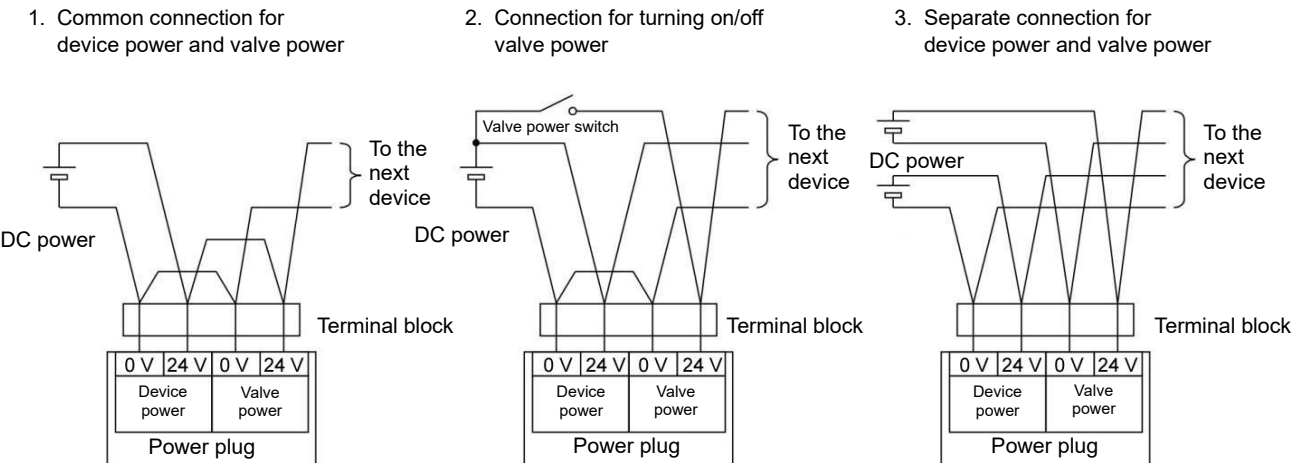 1. Common connection for
device power and valve power
To the
next
device
DC power
Terminal block
0 V 24 V 0 V 24 V
Device
power
Valve
power
Power plug
2. Connection for turning on/off
valve power
Valve power switch
To the
next
device
DC power
Terminal block
0 V 24 V 0 V 24 V
Device
power
Valve
power
Power plug
3. Separate connection for
device power and valve power
To the
next
device
DC power
Terminal block
0 V 24 V 0 V 24 V
Device
power
Valve
power
Power plug